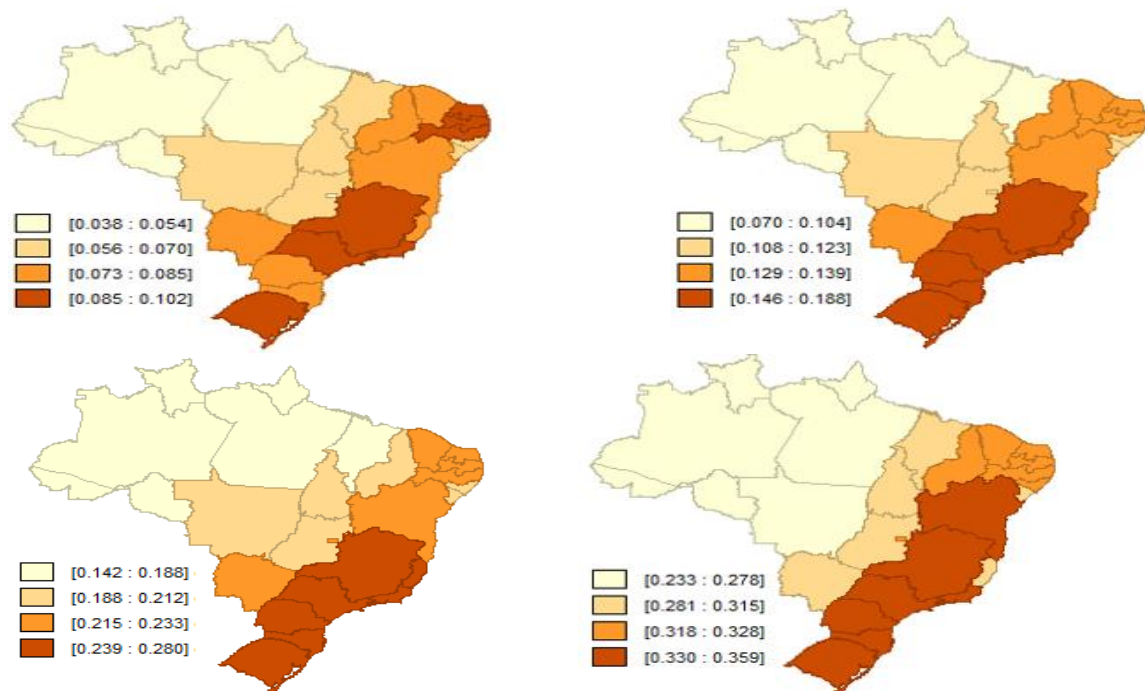 [0.038 : 0.054]
[0.056 : 0.070]
[0.073 : 0.085]
[0.085 : 0.102]
[0.070 : 0.104]
[0.108 : 0.123]
[0.129 : 0.139]
[0.146 : 0.188]
[0.142 : 0.188]
[0.188 : 0.212]
[0.215 : 0.233]
[0.239 : 0.280]
[0.233 : 0.278]
[0.281 : 0.315]
[0.318 : 0.328]
[0.330 : 0.359]